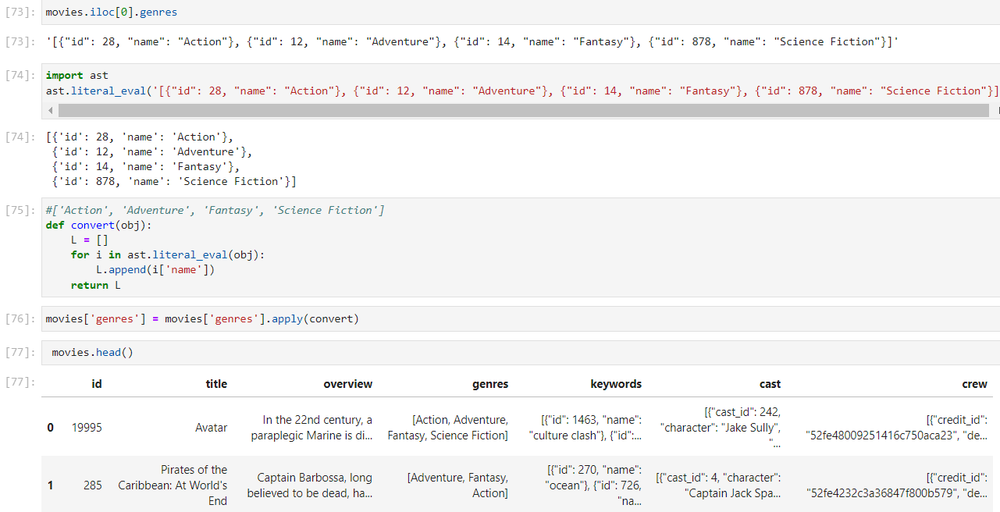 [73]: movies.iloc[0].genres
[73]: '[{"id": 28, "name": "Action"}, {"id": 12, "name": "Adventure"}, {"id": 14, "name": "Fantasy"}, {"id": 878, "name": "Science Fiction"}]'
[74]: import ast
ast.literal_eval('[{"id": 28, "name": "Action"}, {"id": 12, "name": "Adventure"}, {"id": 14, "name": "Fantasy"}, {"id": 878, "name": "Science Fiction"}]
[74]: [{'id': 28, 'name': 'Action'},
{'id': 12, 'name': 'Adventure'},
{'id': 14, 'name': 'Fantasy'},
{'id': 878, 'name': 'Science Fiction'}]
[75]: #['Action', 'Adventure', 'Fantasy', 'Science Fiction']
def convert(obj):
L = []
for i in ast.literal_eval(obj):
L.append(i['name'])
return L
[76]: movies['genres'] = movies['genres'].apply(convert)
[77]: movies.head()
[77]: id title overview genres keywords cast crew
0 19995 Avatar In the 22nd century, a paraplegic Marine is di... [Action, Adventure, Fantasy, Science Fiction] [{"id": 1463, "name": "culture clash"}, {"id":... [{"cast_id": 242, "character": "Jake Sully", "... [{"credit_id": "52fe48009251416c750aca23", "de...
1 285 Pirates of the Caribbean: At World's End Captain Barbossa, long believed to be dead, ha... [Adventure, Fantasy, Action] [{"id": 270, "name": "ocean"}, {"id": 726, "na... [{"cast_id": 4, "character": "Captain Jack Spa... [{"credit_id": "52fe4232c3a36847f800b579", "de...